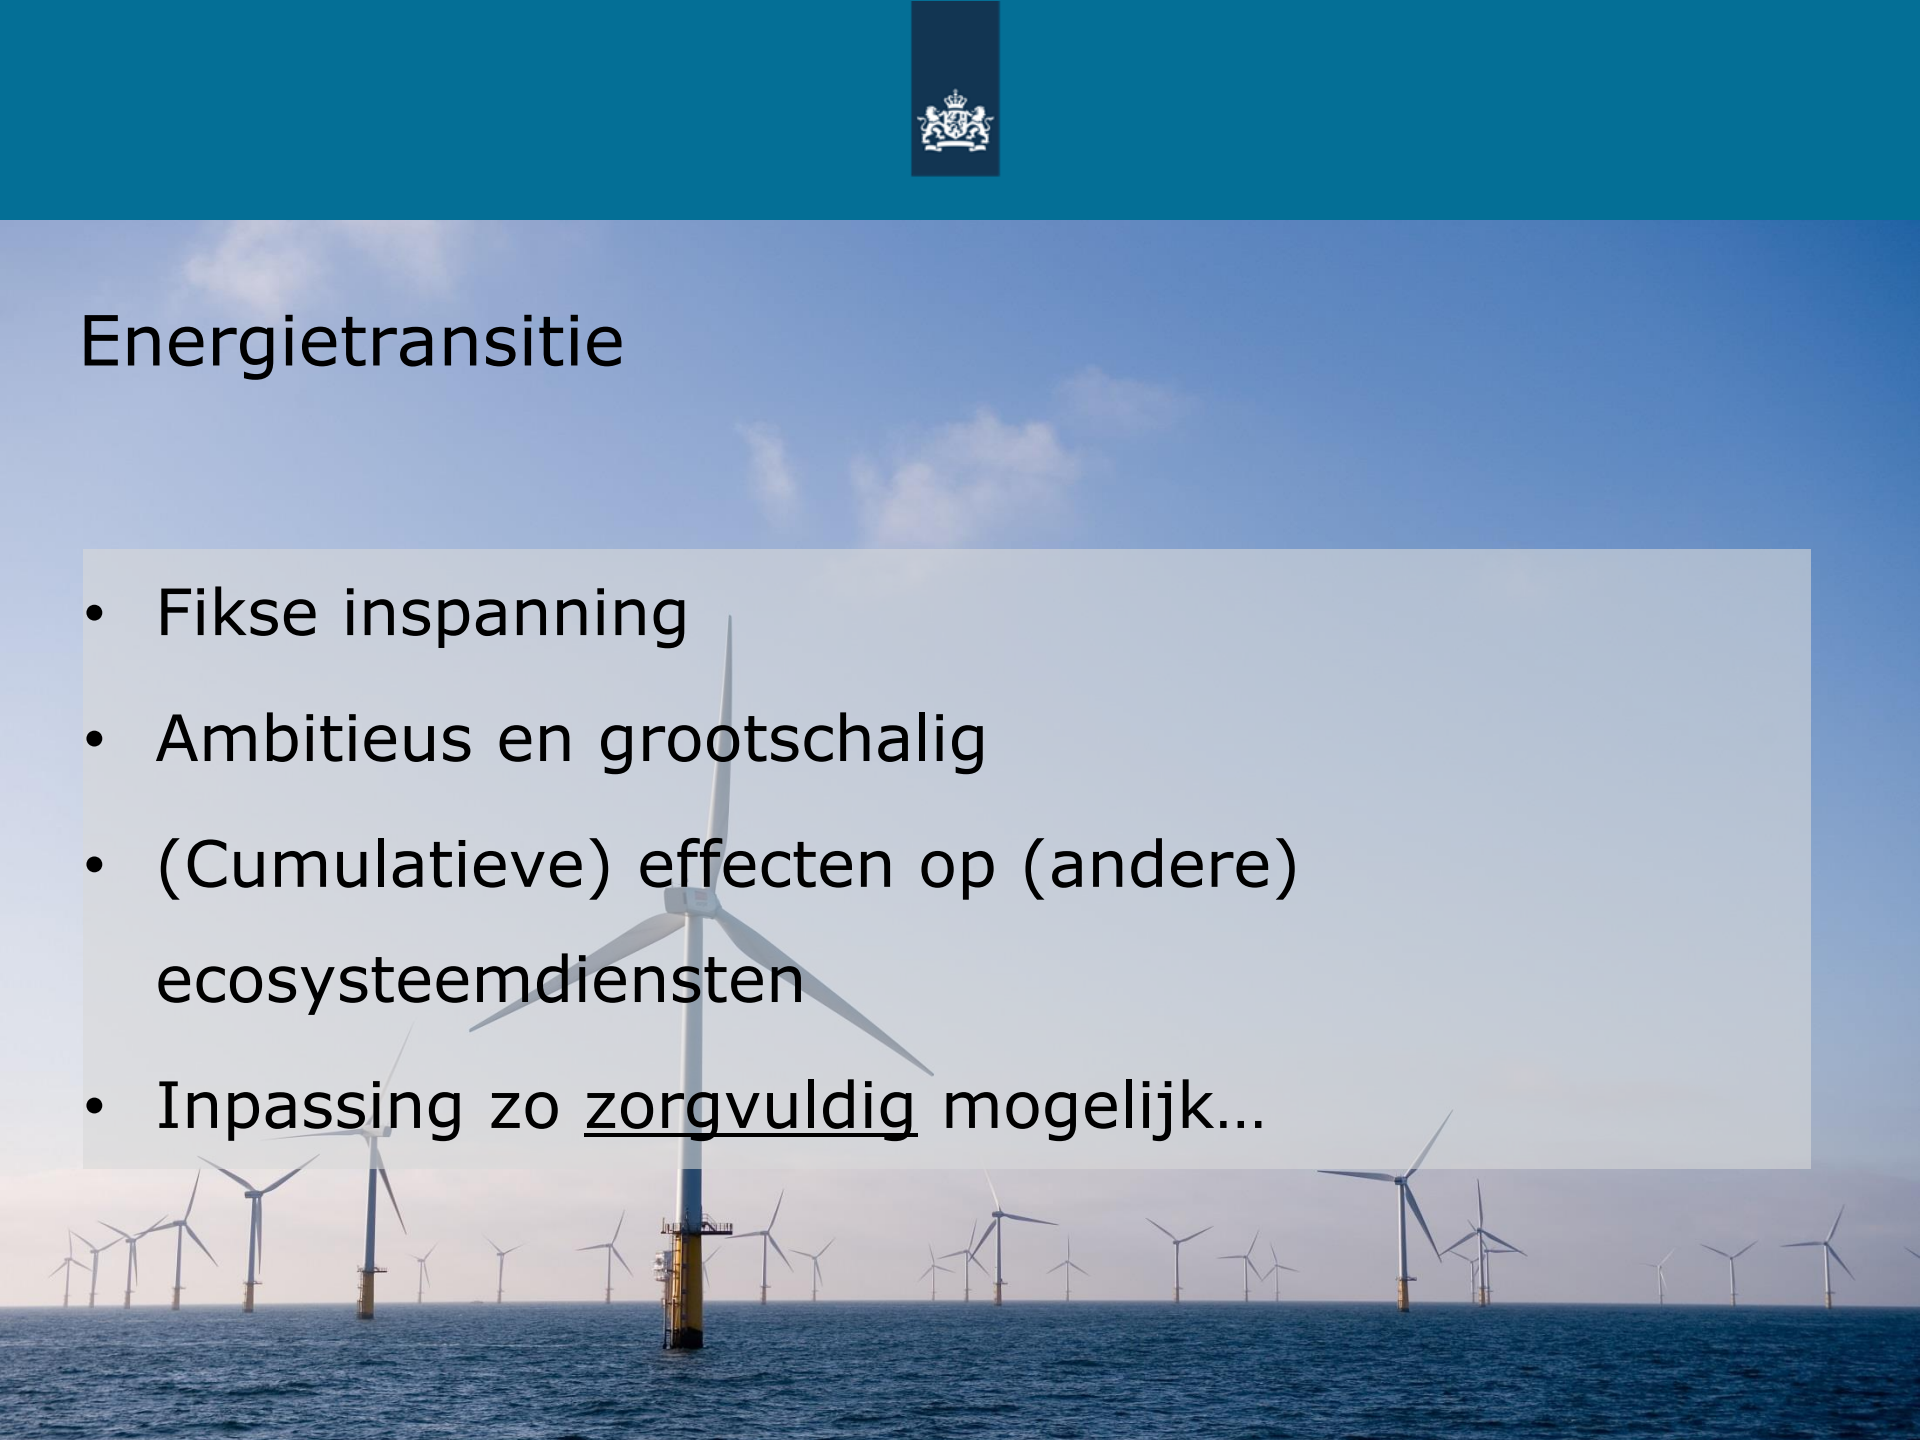 Energietransitie
• Fikse inspanning
• Ambitieus en grootschalig
• (Cumulatieve) effecten op (andere)
ecosysteemdiensten
• Inpassing zo zorgvuldig mogelijk…